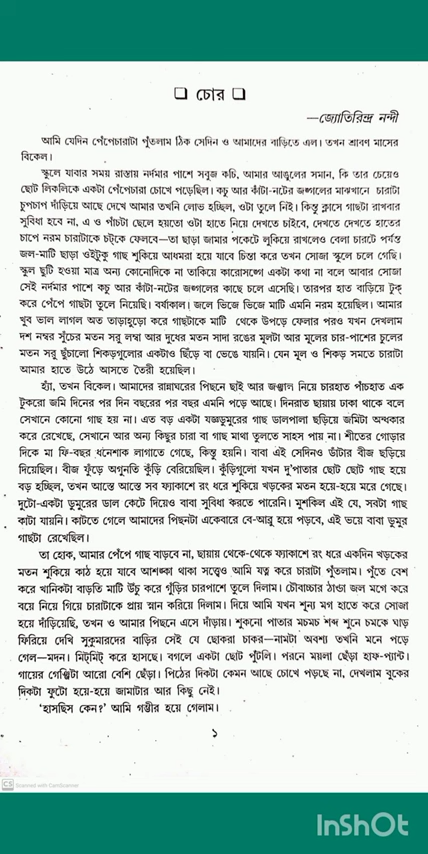 ❑ চোর ❑
—জ্যোতিরিন্দ্র নন্দী
আমি যেদিন পেঁপেচারাটা পুঁতলাম ঠিক সেদিন ও আমাদের বাড়িতে এল। তখন শ্রাবণ মাসের
বিকেল।
স্কুলে যাবার সময় রাস্তায় নর্দমার পাশে সবুজ কচি, আমার আঙুলের সমান, কি তার চেয়েও
ছোট লিকলিকে একটা পেঁপেচারা চোখে পড়েছিল। কচু আর কাঁটা-নটের জঙ্গলের মাঝখানে চারাটা
চুপচাপ দাঁড়িয়ে আছে দেখে আমার তখনি লোভ হচ্ছিল, ওটা তুলে নিই। কিন্তু ক্লাসে গাছটা রাখবার
সুবিধা হবে না, এ ও পাঁচটা ছেলে হয়তো ওটা হাতে নিয়ে দেখতে চাইবে, দেখতে দেখতে হাতের
চাপে নরম চারাটাকে চট্‌কে ফেলবে—তা ছাড়া জামার পকেটে লুকিয়ে রাখলেও বেলা চারটে পর্যন্ত
জল-মাটি ছাড়া ওইটুকু গাছ শুকিয়ে আধমরা হয়ে যাবে চিন্তা করে তখন সোজা স্কুলে চলে গেছি।
স্কুল ছুটি হওয়া মাত্র অন্য কোনোদিকে না তাকিয়ে কারোসঙ্গে একটা কথা না বলে আবার সোজা
সেই নর্দমার পাশে কচু আর কাঁটা-নটের জঙ্গলের কাছে চলে এসেছি। তারপর হাত বাড়িয়ে টুক্
করে পেঁপে গাছটা তুলে নিয়েছি। বর্ষাকাল। জলে ভিজে ভিজে মাটি এমনি নরম হয়েছিল। আমার
খুব ভাল লাগল অত তাড়াহুড়ো করে গাছটাকে মাটি থেকে উপড়ে ফেলার পরও যখন দেখলাম
দশ নম্বর সুঁচের মতন সরু লম্বা আর দুধের মতন সাদা রঙের মূলটা আর মূলের চার-পাশের চুলের
মতন সরু ছুঁচালো শিকড়গুলোর একটাও ছিঁড়ে বা ভেঙে যায়নি। যেন মূল ও শিকড় সমতে চারাটা
আমার হাতে উঠে আসতে তৈরী হয়েছিল।
হ্যাঁ, তখন বিকেল। আমাদের রান্নাঘরের পিছনে ছাই আর জঞ্জাল নিয়ে চারহাত পাঁচহাত এক
টুকরো জমি দিনের পর দিন বছরের পর বছর এমনি পড়ে আছে। দিনরাত ছায়ায় ঢাকা থাকে বলে
সেখানে কোনো গাছ হয় না। এত বড় একটা যজ্ঞডুমুরের গাছ ডালপালা ছড়িয়ে জমিটা অন্ধকার
করে রেখেছে, সেখানে আর অন্য কিছুর চারা বা গাছ মাথা তুলতে সাহস পায় না। শীতের গোড়ার
দিকে মা ফি-বছর ধনেশাক লাগাতে গেছে, কিন্তু হয়নি। বাবা এই সেদিনও ডাঁটার বীজ ছড়িয়ে
দিয়েছিল। বীজ ফুঁড়ে অগুনতি কুঁড়ি বেরিয়েছিল। কুঁড়িগুলো যখন দু'পাতার ছোট ছোট গাছ হয়ে
বড় হচ্ছিল, তখন আস্তে আস্তে সব ফ্যাকাশে রং ধরে শুকিয়ে খড়কের মতন হয়ে-হয়ে মরে গেছে।
দুটো-একটা ডুমুরের ডাল কেটে দিয়েও বাবা সুবিধা করতে পারেনি। মুশকিল এই যে, সবটা গাছ
কাটা যায়নি। কাটতে গেলে আমাদের পিছনটা একেবারে বে-আব্রু হয়ে পড়বে, এই ভয়ে বাবা ডুমুর
গাছটা রেখেছিল।
তা হোক, আমার পেঁপে গাছ বাড়বে না, ছায়ায় থেকে-থেকে ফ্যাকাশে রং ধরে একদিন খড়কের
মতন শুকিয়ে কাঠ হয়ে যাবে আশঙ্কা থাকা সত্ত্বেও আমি যত্ন করে চারাটা পুঁতলাম। পুঁতে বেশ
করে খানিকটা বাড়তি মাটি উঁচু করে গুঁড়ির চারপাশে তুলে দিলাম। চৌবাচ্চার ঠাণ্ডা জল মগে করে
বয়ে নিয়ে গিয়ে চারাটাকে প্রায় স্নান করিয়ে দিলাম। দিয়ে আমি যখন শূন্য মগ হাতে করে সোজা
হয়ে দাঁড়িয়েছি, তখন ও আমার পিছনে এসে দাঁড়ায়। শুকনো পাতার মচমচ শব্দ শুনে চমকে ঘাড়
ফিরিয়ে দেখি সুকুমারদের বাড়ির সেই যে ছোকরা চাকর—নামটা অবশ্য তখনি মনে পড়ে
গেল—মদন। মিট্‌মিট্ করে হাসছে। বগলে একটা ছোট পুঁটলি। পরনে ময়লা ছেঁড়া হাফ-প্যান্ট।
গায়ের গেঞ্জিটা আরো বেশি ছেঁড়া। পিঠের দিকটা কেমন আছে চোখে পড়ছে না, দেখলাম বুকের
দিকটা ফুটো হয়ে-হয়ে জামাটার আর কিছু নেই।
‘হাসছিস কেন?’ আমি গম্ভীর হয়ে গেলাম।
১
CS Scanned with CamScanner
InShOt